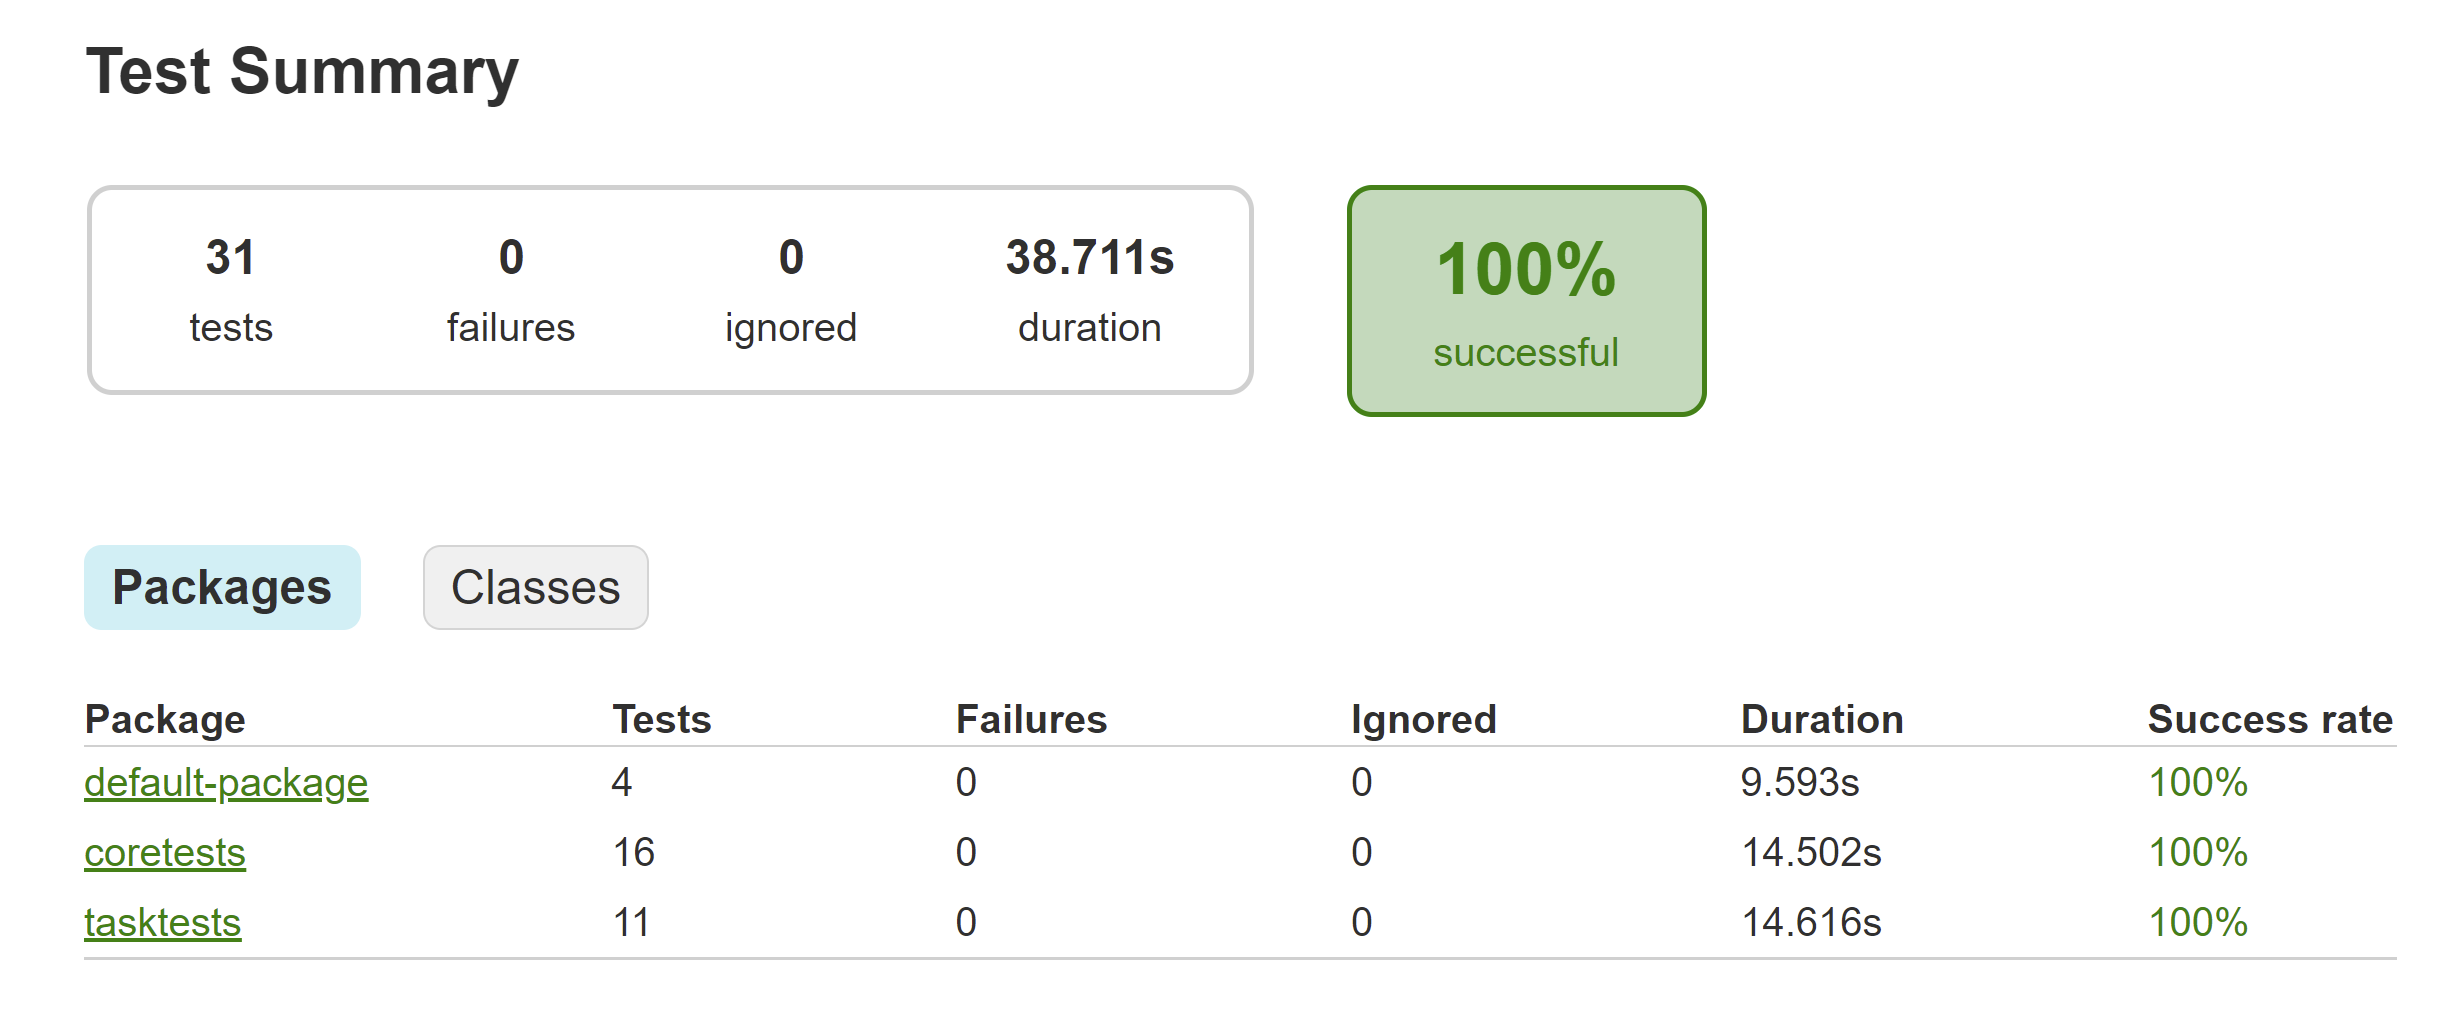 Test Summary
31 0 0 38.711s
tests failures ignored duration
100%
successful
Packages Classes
Package Tests Failures Ignored Duration Success rate
default-package 4 0 0 9.593s 100%
coretests 16 0 0 14.502s 100%
tasktests 11 0 0 14.616s 100%